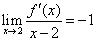 lim x→2 f′(x)/(x−2) = −1